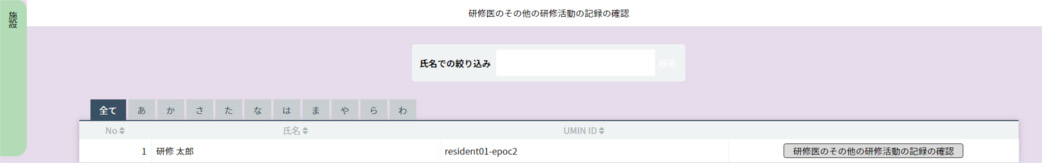 施設
研修医のその他の研修活動の記録の確認
氏名での絞り込み 検索
全て あ か さ た な は ま や ら わ
No 氏名 UMIN ID
1 研修 太郎 resident01-epoc2 研修医のその他の研修活動の記録の確認